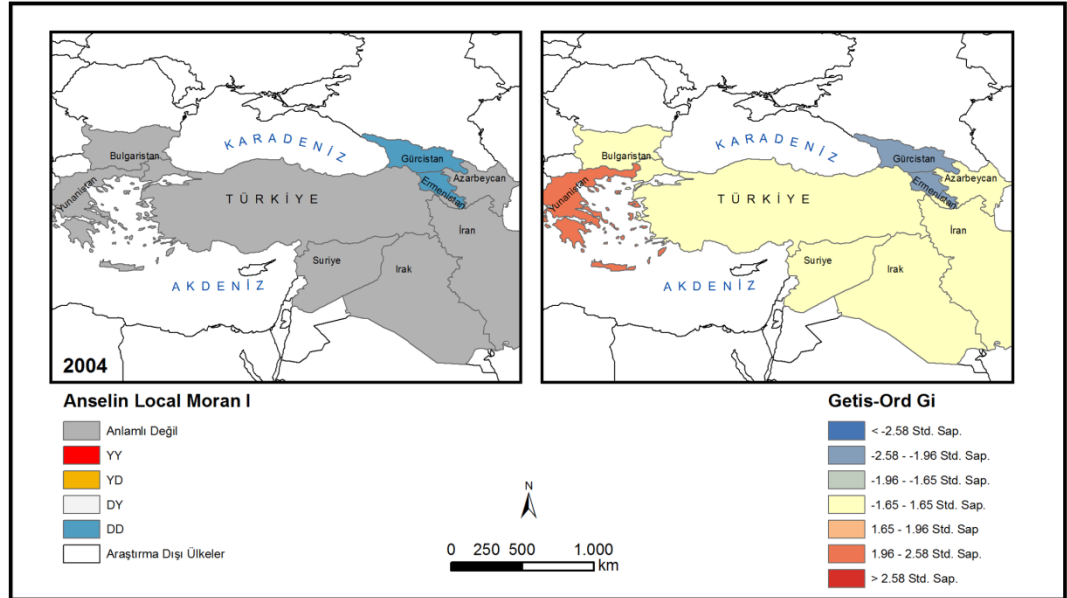 KARADENİZ
Bulgaristan
Gürcistan
Azerbeycan
Ermenistan
Yunanistan
TÜRKİYE
İran
Suriye
Irak
AKDENİZ
2004
KARADENİZ
Bulgaristan
Gürcistan
Azerbeycan
Ermenistan
Yunanistan
TÜRKİYE
İran
Suriye
Irak
AKDENİZ
Anselin Local Moran I
Anlamlı Değil
YY
YD
DY
DD
Araştırma Dışı Ülkeler
N
0 250 500 1.000
km
Getis-Ord Gi
< -2.58 Std. Sap.
-2.58 - -1.96 Std. Sap.
-1.96 - -1.65 Std. Sap.
-1.65 - 1.65 Std. Sap.
1.65 - 1.96 Std. Sap
1.96 - 2.58 Std. Sap.
> 2.58 Std. Sap.